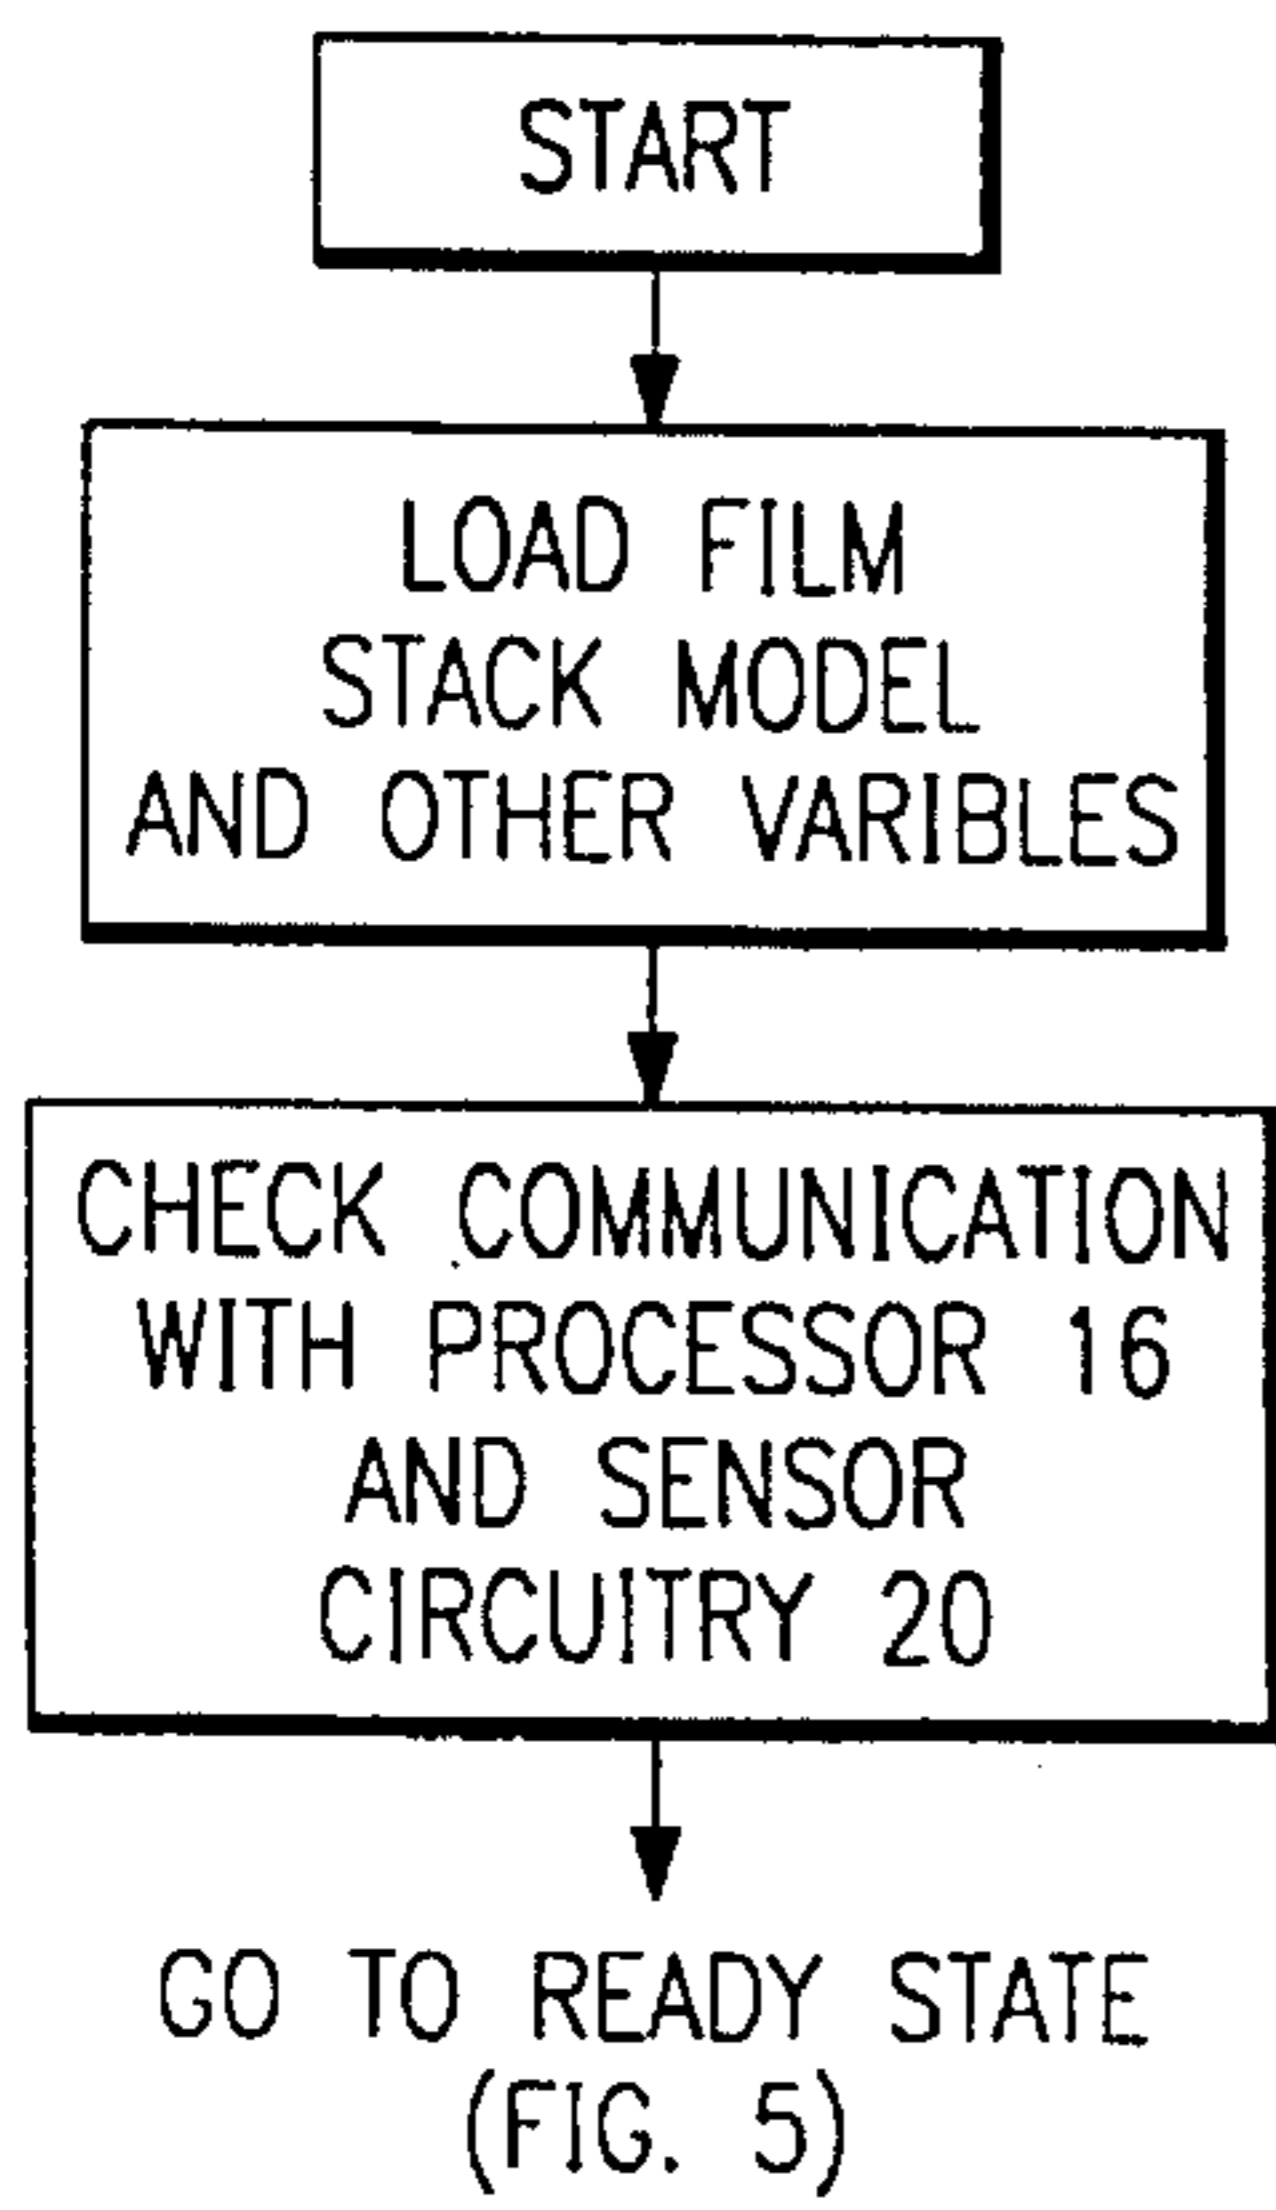 START
LOAD FILM
STACK MODEL
AND OTHER VARIBLES
CHECK COMMUNICATION
WITH PROCESSOR 16
AND SENSOR
CIRCUITRY 20
GO TO READY STATE
(FIG. 5)